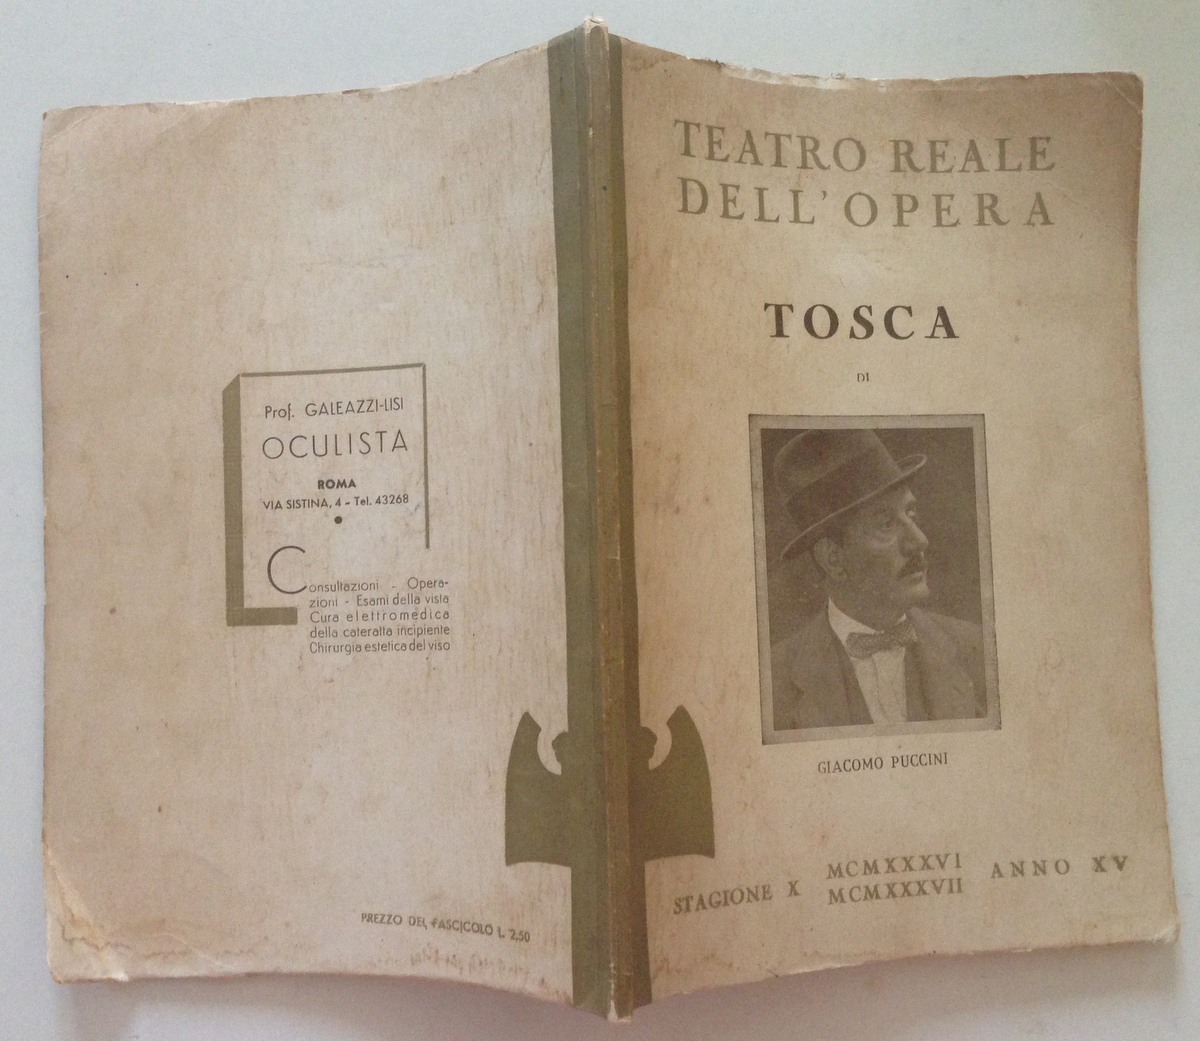 Prof. GALEAZZI-LISI
OCULISTA
ROMA
VIA SISTINA, 4 - Tel. 43268
Consultazioni - Opera-
zioni - Esami della vista
Cura elettromedica
della cateratta incipiente
Chirurgia estetica del viso
PREZZO DEL FASCICOLO L. 2,50
TEATRO REALE
DELL'OPERA
TOSCA
DI
GIACOMO PUCCINI
STAGIONE X MCMXXXVI ANNO XV
MCMXXXVII